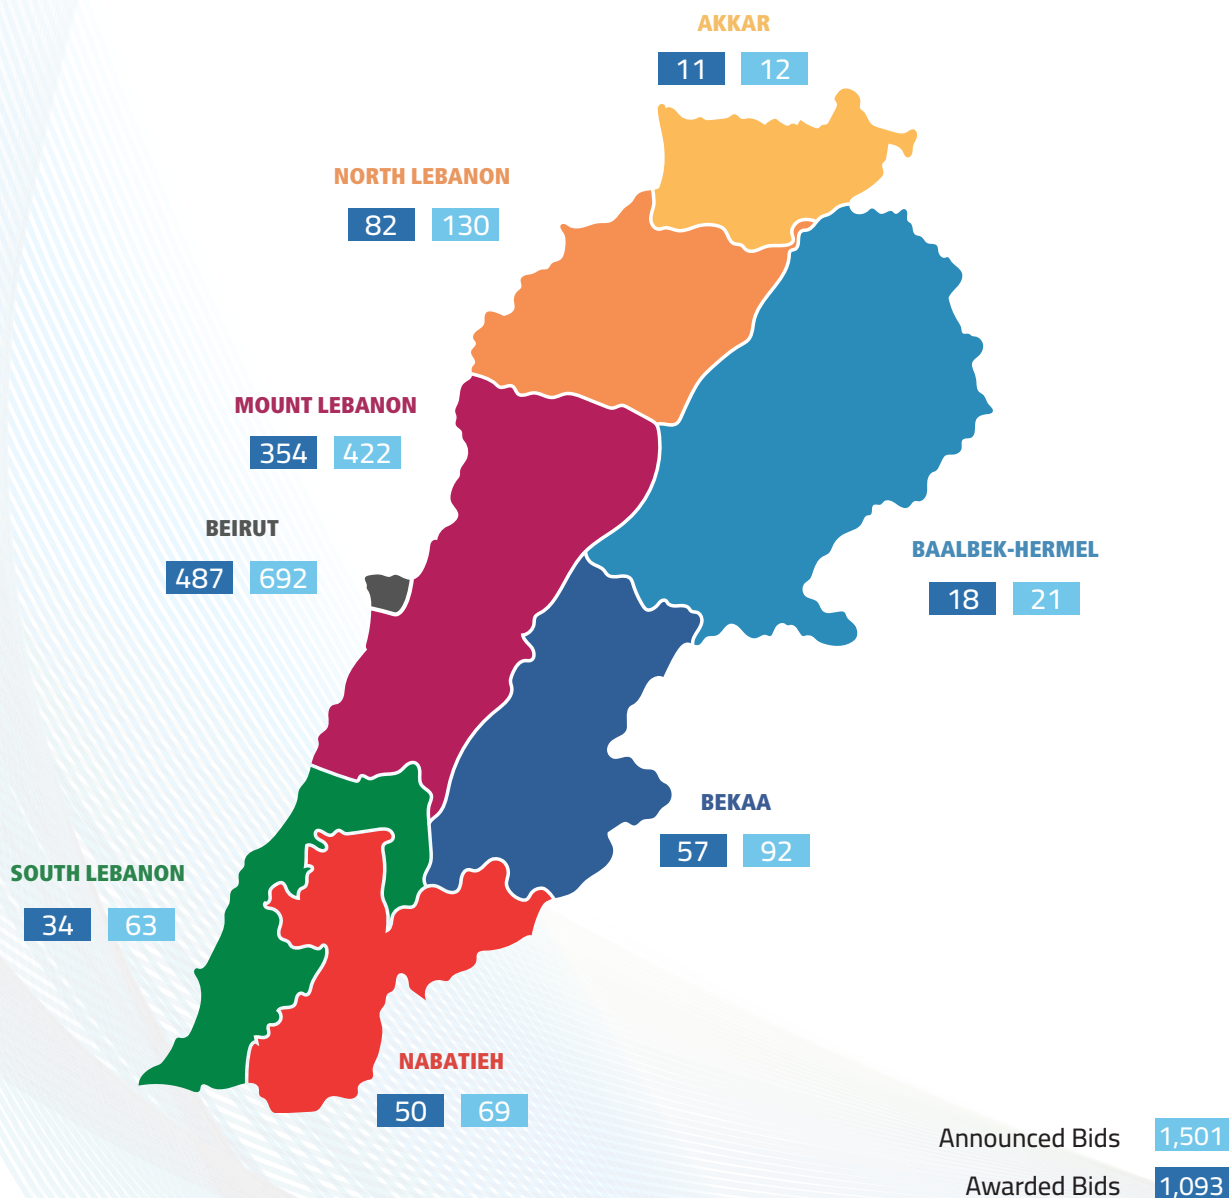 AKKAR
11 12
NORTH LEBANON
82 130
MOUNT LEBANON
354 422
BEIRUT
487 692
BAALBEK-HERMEL
18 21
BEKAA
57 92
SOUTH LEBANON
34 63
NABATIEH
50 69
Announced Bids 1,501
Awarded Bids 1,093